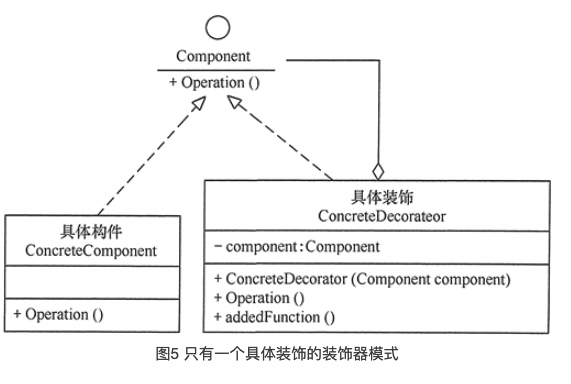 Component
+ Operation ()
具体构件
ConcreteComponent
+ Operation ()
具体装饰
ConcreteDecorateor
- component:Component
+ ConcreteDecorator (Component component)
+ Operation ()
+ addedFunction ()
图5 只有一个具体装饰的装饰器模式